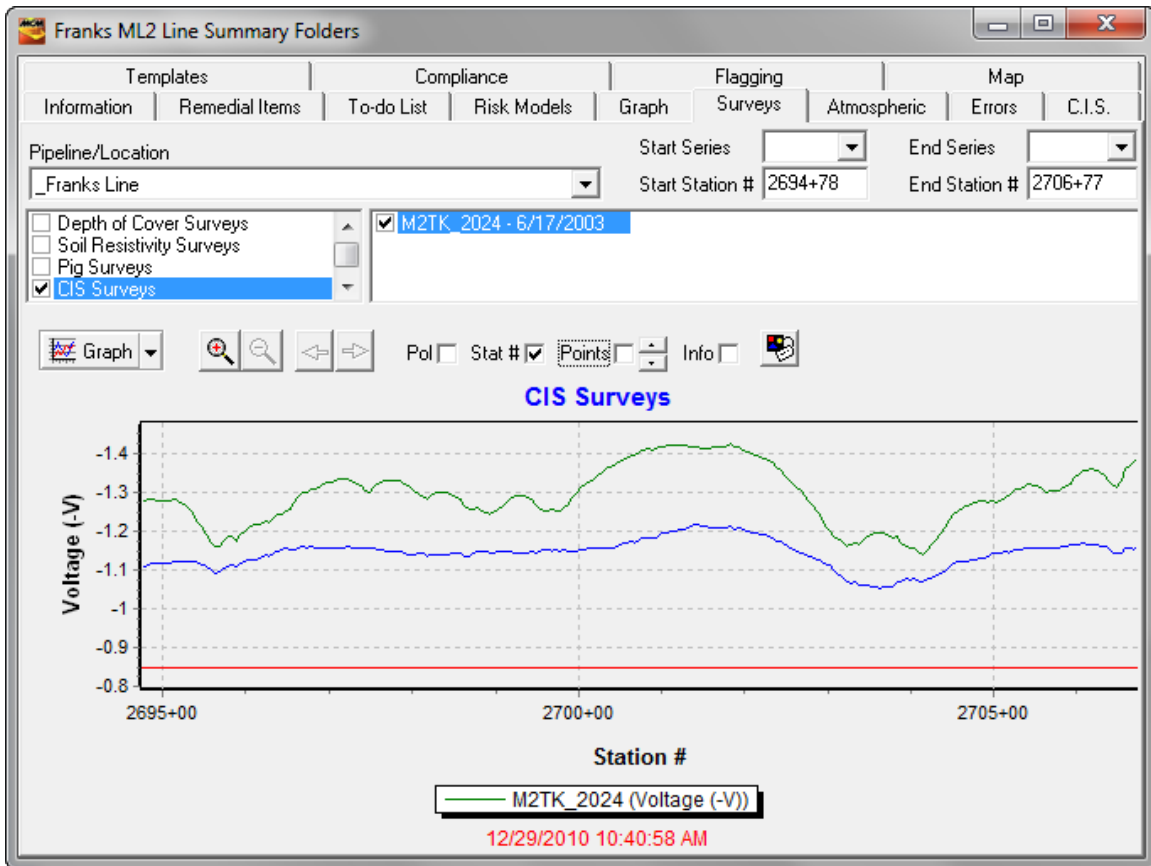 Franks ML2 Line Summary Folders
Templates Compliance Flagging Map
Information Remedial Items To-do List Risk Models Graph Surveys Atmospheric Errors C.I.S.
Pipeline/Location
Start Series End Series
_Franks Line
Start Station # 2694+78 End Station # 2706+77
Depth of Cover Surveys
Soil Resistivity Surveys
Pig Surveys
CIS Surveys
M2TK_2024 - 6/17/2003
Graph Pol Stat # Points Info
CIS Surveys
Voltage (-V)
-1.4
-1.3
-1.2
-1.1
-1
-0.9
-0.8
2695+00 2700+00 2705+00
Station #
M2TK_2024 (Voltage (-V))
12/29/2010 10:40:58 AM